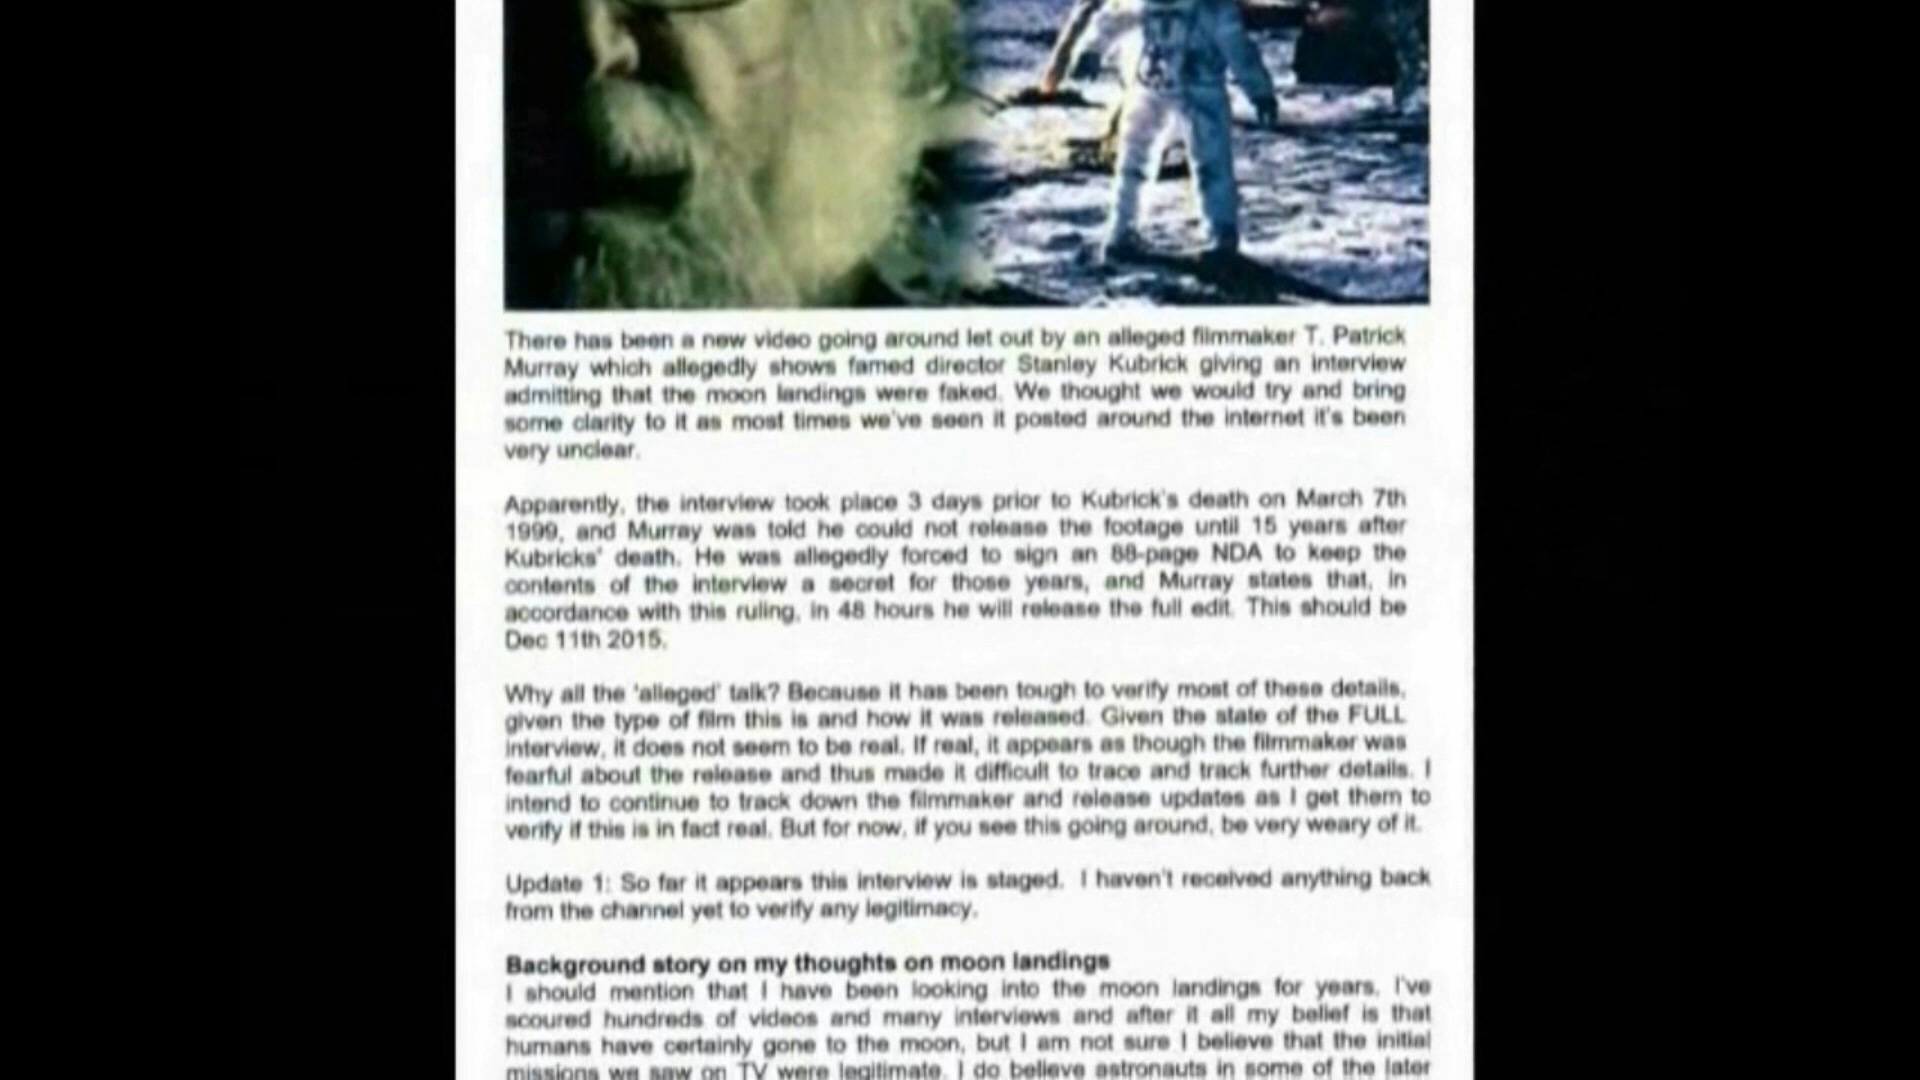 There has been a new video going around let out by an alleged filmmaker T. Patrick
Murray which allegedly shows famed director Stanley Kubrick giving an interview
admitting that the moon landings were faked. We thought we would try and bring
some clarity to it as most times we've seen it posted around the internet it's been
very unclear.
Apparently, the interview took place 3 days prior to Kubrick's death on March 7th
1999, and Murray was told he could not release the footage until 15 years after
Kubricks' death. He was allegedly forced to sign an 88-page NDA to keep the
contents of the interview a secret for those years, and Murray states that, in
accordance with this ruling, in 48 hours he will release the full edit. This should be
Dec 11th 2015.
Why all the 'alleged' talk? Because it has been tough to verify most of these details,
given the type of film this is and how it was released. Given the state of the FULL
interview, it does not seem to be real. If real, it appears as though the filmmaker was
fearful about the release and thus made it difficult to trace and track further details. I
intend to continue to track down the filmmaker and release updates as I get them to
verify if this is in fact real. But for now, if you see this going around, be very weary of it.
Update 1: So far it appears this interview is staged. I haven't received anything back
from the channel yet to verify any legitimacy.
Background story on my thoughts on moon landings
I should mention that I have been looking into the moon landings for years. I've
scoured hundreds of videos and many interviews and after it all my belief is that
humans have certainly gone to the moon, but I am not sure I believe that the initial
missions we saw on TV were legitimate. I do believe astronauts in some of the later